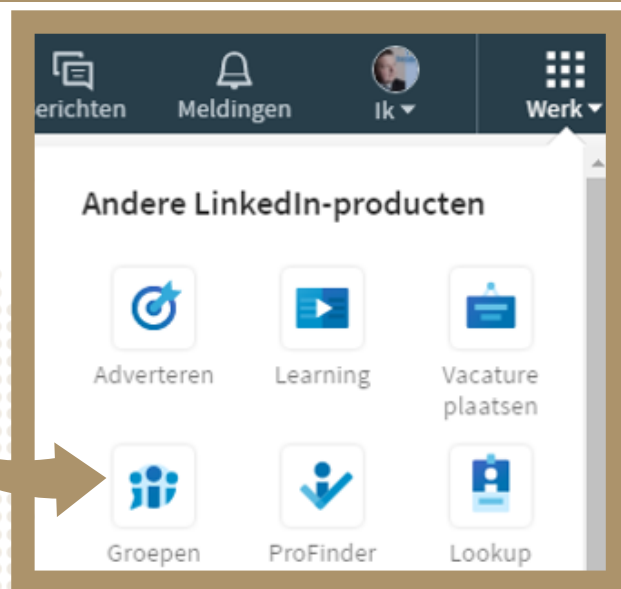 erichten Meldingen Ik Werk
Andere LinkedIn-producten
Adverteren Learning Vacature
plaatsen
Groepen ProFinder Lookup